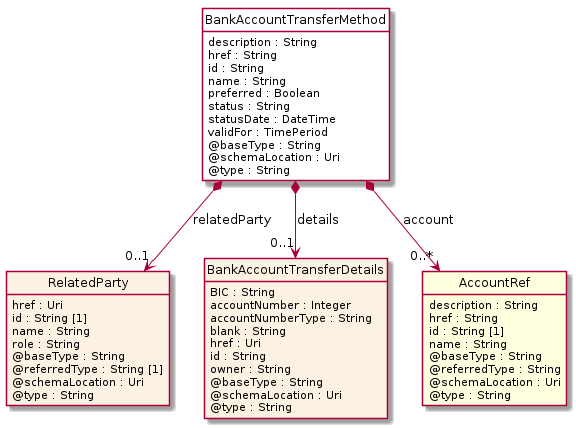 BankAccountTransferMethod
description : String
href : String
id : String
name : String
preferred : Boolean
status : String
statusDate : DateTime
validFor : TimePeriod
@baseType : String
@schemaLocation : Uri
@type : String
relatedParty
details
account
0..1
0..1
0..*
RelatedParty
href : Uri
id : String [1]
name : String
role : String
@baseType : String
@referredType : String [1]
@schemaLocation : Uri
@type : String
BankAccountTransferDetails
BIC : String
accountNumber : Integer
accountNumberType : String
blank : String
href : Uri
id : String
owner : String
@baseType : String
@schemaLocation : Uri
@type : String
AccountRef
description : String
href : String
id : String [1]
name : String
@baseType : String
@referredType : String
@schemaLocation : Uri
@type : String